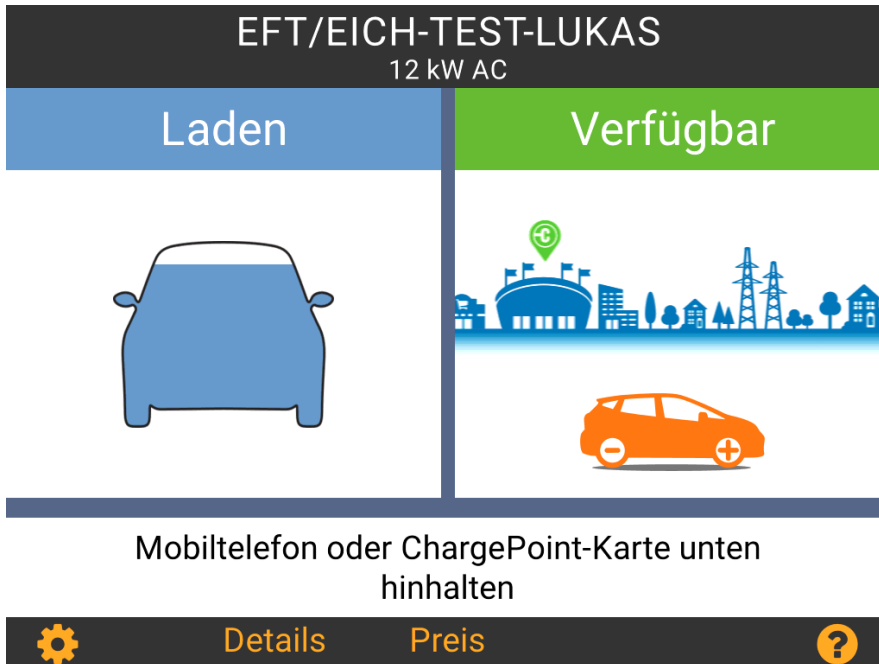 EFT/EICH-TEST-LUKAS
12 kW AC
Laden
Verfügbar
Mobiltelefon oder ChargePoint-Karte unten
hinhalten
Details
Preis